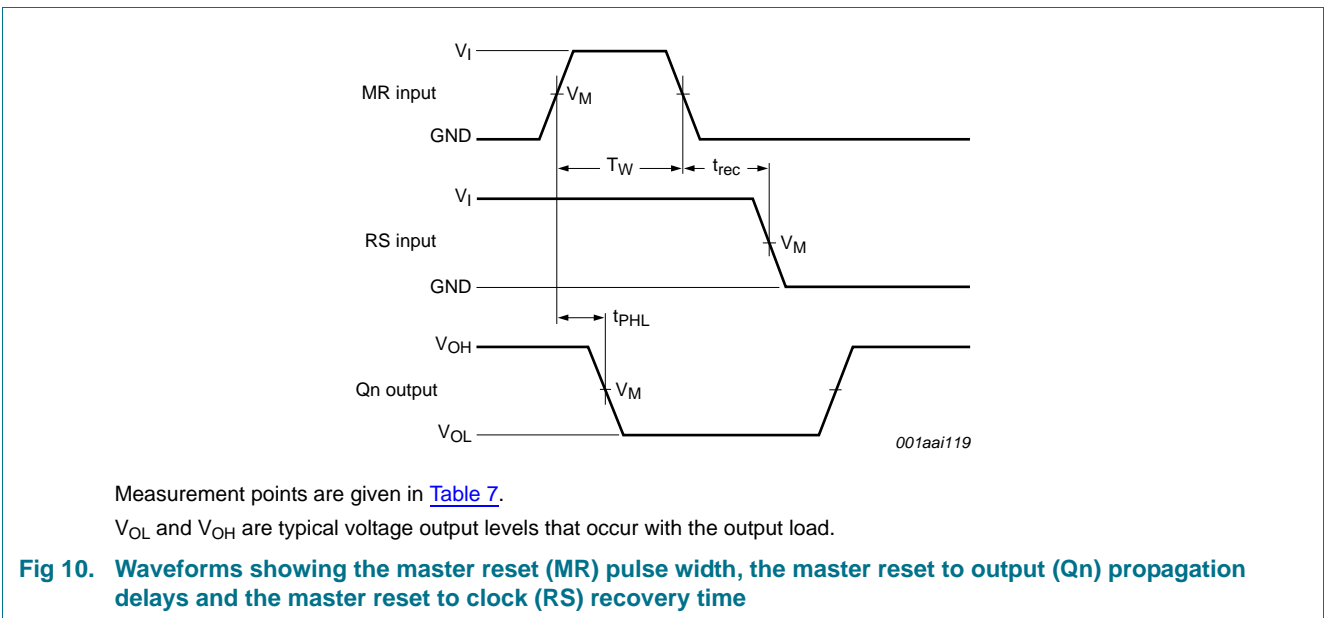 VI
MR input
VM
GND
TW
trec
VI
RS input
VM
GND
tPHL
VOH
Qn output
VM
VOL
001aai119
Measurement points are given in Table 7.
VOL and VOH are typical voltage output levels that occur with the output load.
Fig 10. Waveforms showing the master reset (MR) pulse width, the master reset to output (Qn) propagation
delays and the master reset to clock (RS) recovery time